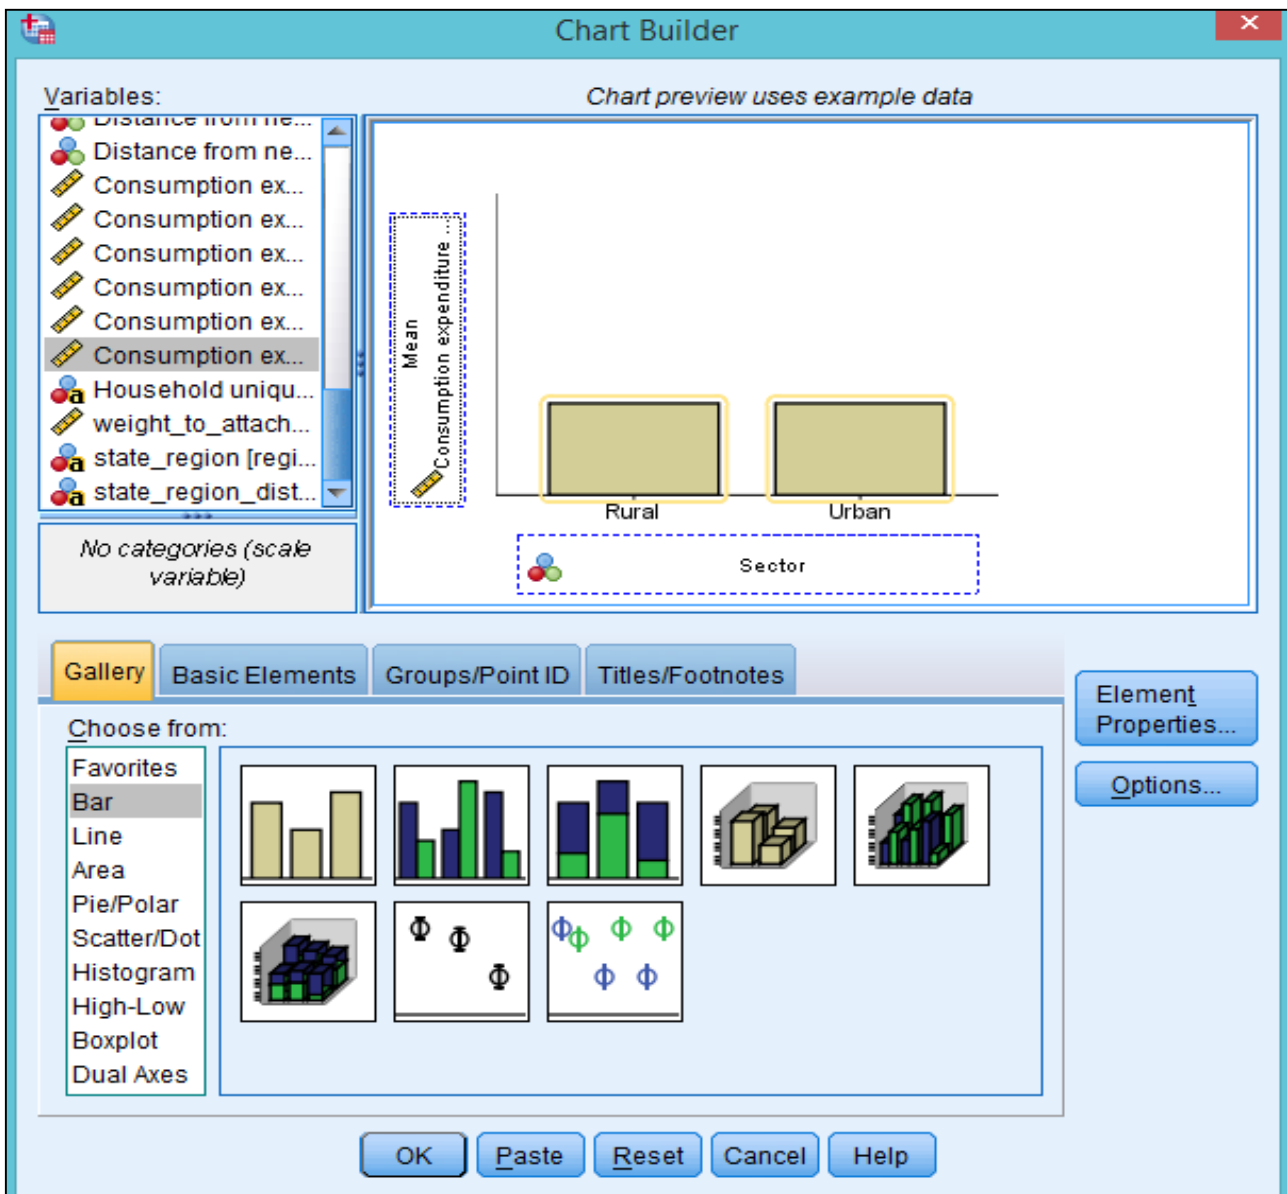 Chart Builder
Variables:
Chart preview uses example data
Distance from ne...
Distance from ne...
Consumption ex...
Consumption ex...
Consumption ex...
Consumption ex...
Consumption ex...
Consumption ex...
Household uniqu...
weight_to_attach...
state_region [regi...
state_region_dist...
No categories (scale
variable)
Mean
Consumption expenditure ...
Rural
Urban
Sector
Gallery
Basic Elements
Groups/Point ID
Titles/Footnotes
Choose from:
Favorites
Bar
Line
Area
Pie/Polar
Scatter/Dot
Histogram
High-Low
Boxplot
Dual Axes
Element
Properties...
Options...
OK
Paste
Reset
Cancel
Help